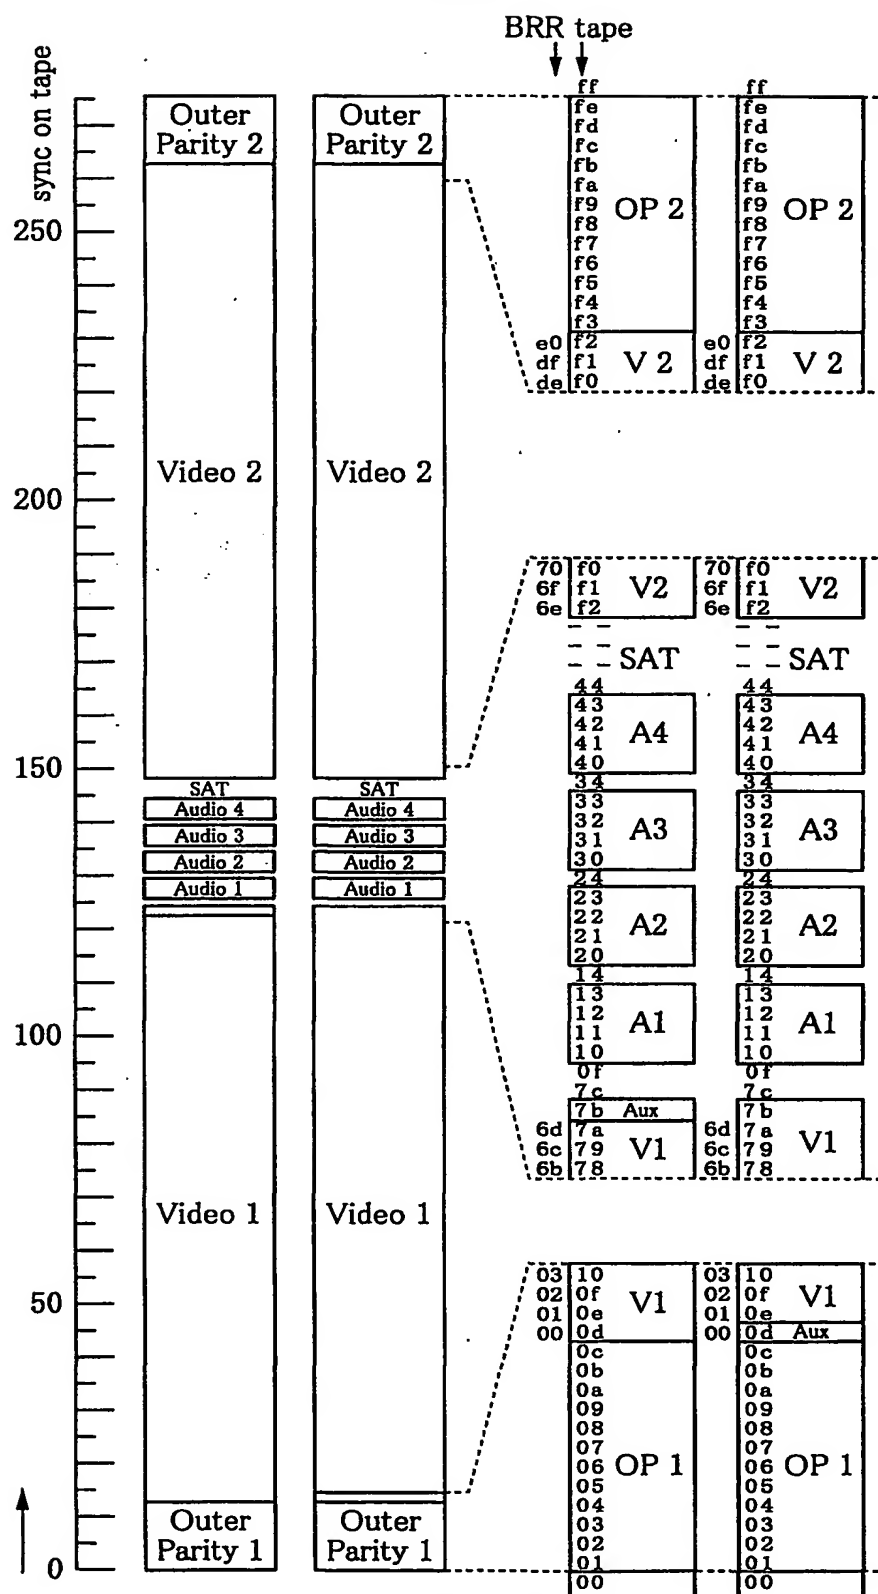 BRR tape
sync on tape
250
200
150
100
50
0
Outer
Parity 2
Video 2
SAT
Audio 4
Audio 3
Audio 2
Audio 1
Video 1
Outer
Parity 1
Outer
Parity 2
Video 2
SAT
Audio 4
Audio 3
Audio 2
Audio 1
Video 1
Outer
Parity 1
ff
fe
fd
fc
fb
fa
f9
f8
f7
f6
f5
f4
f3
OP 2
e0 f2
df f1
de f0
V 2
70 f0
6f f1
6e f2
V2
SAT
44
43
42
41
40
A4
34
33
32
31
30
A3
24
23
22
21
20
A2
14
13
12
11
10
A1
0f
7c
7b Aux
6d 7a
6c 79
6b 78
V1
03 10
02 0f
01 0e
00 0d
V1
0c
0b
0a
09
08
07
06
05
04
03
02
01
00
OP 1
ff
fe
fd
fc
fb
fa
f9
f8
f7
f6
f5
f4
f3
OP 2
e0 f2
df f1
de f0
V 2
70 f0
6f f1
6e f2
V2
SAT
44
43
42
41
40
A4
34
33
32
31
30
A3
24
23
22
21
20
A2
14
13
12
11
10
A1
0f
7c
7b
6d 7a
6c 79
6b 78
V1
03 10
02 0f
01 0e
V1
00 0d Aux
0c
0b
0a
09
08
07
06
05
04
03
02
01
00
OP 1